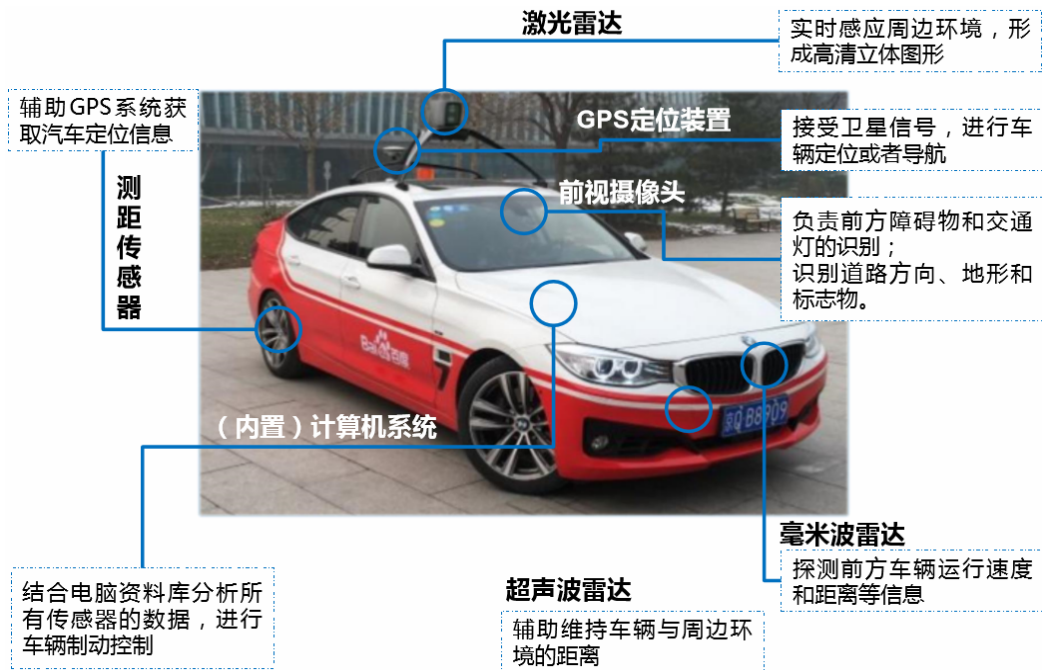 激光雷达
实时感应周边环境，形
成高清立体图形
辅助GPS系统获
取汽车定位信息
GPS定位装置
接受卫星信号，进行车
辆定位或者导航
测距传感器
前视摄像头
负责前方障碍物和交通
灯的识别；
识别道路方向、地形和
标志物。
Bai百度
京Q B8909
（内置）计算机系统
毫米波雷达
探测前方车辆运行速度
和距离等信息
结合电脑资料库分析所
有传感器的数据，进行
车辆制动控制
超声波雷达
辅助维持车辆与周边环
境的距离